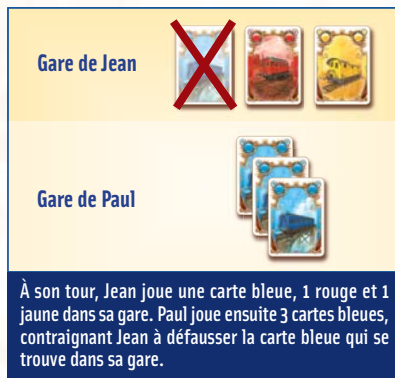 Gare de Jean
Gare de Paul
À son tour, Jean joue une carte bleue, 1 rouge et 1
jaune dans sa gare. Paul joue ensuite 3 cartes bleues,
contraignant Jean à défausser la carte bleue qui se
trouve dans sa gare.